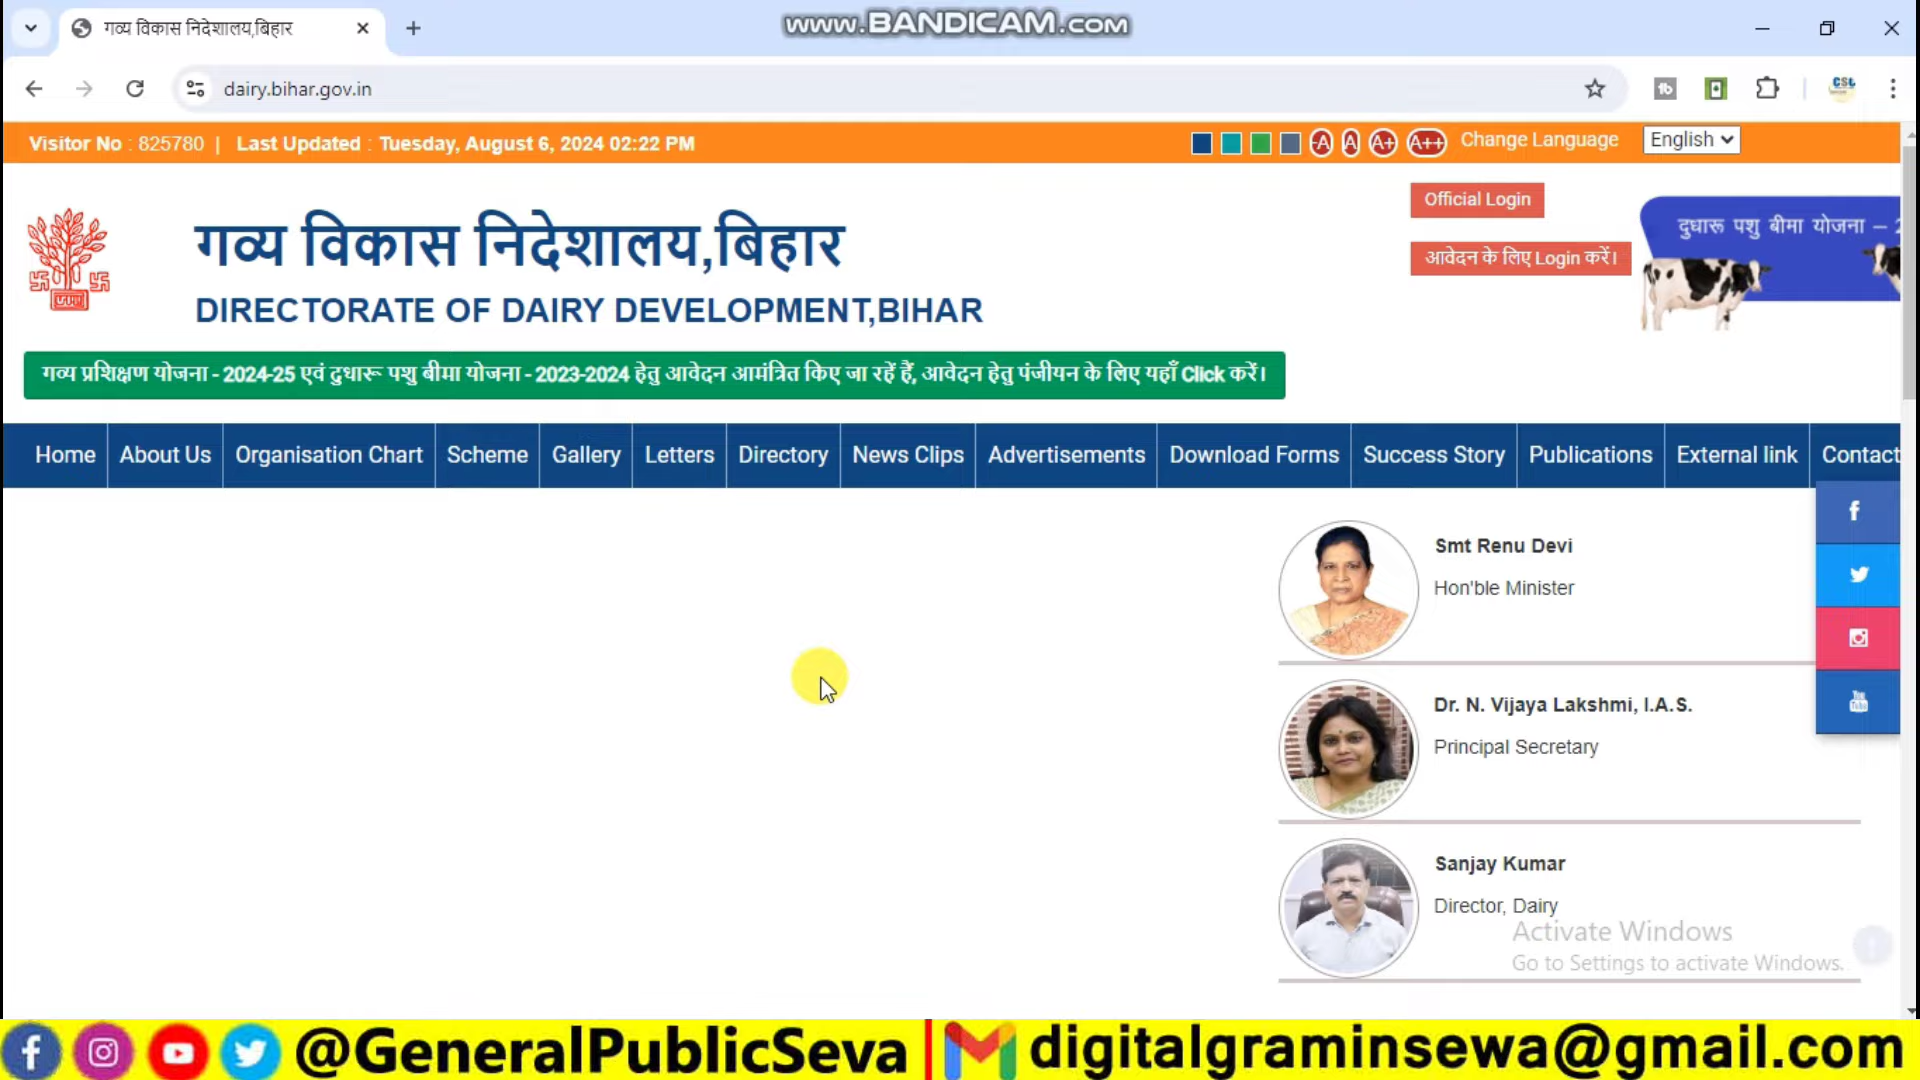 गव्य विकास निदेशालय,बिहार
www.BANDICAM.com
dairy.bihar.gov.in
Visitor No : 825780 | Last Updated : Tuesday, August 6, 2024 02:22 PM
-A A A+ A++ Change Language English
Official Login
आवेदन के लिए Login करें।
दुधारू पशु बीमा योजना –
गव्य विकास निदेशालय,बिहार
DIRECTORATE OF DAIRY DEVELOPMENT,BIHAR
गव्य प्रशिक्षण योजना - 2024-25 एवं दुधारू पशु बीमा योजना - 2023-2024 हेतु आवेदन आमंत्रित किए जा रहें हैं, आवेदन हेतु पंजीयन के लिए यहाँ Click करें।
Home About Us Organisation Chart Scheme Gallery Letters Directory News Clips Advertisements Download Forms Success Story Publications External link Contact
Smt Renu Devi
Hon'ble Minister
Dr. N. Vijaya Lakshmi, I.A.S.
Principal Secretary
Sanjay Kumar
Director, Dairy
Activate Windows
Go to Settings to activate Windows.
@GeneralPublicSeva digitalgraminsewa@gmail.com